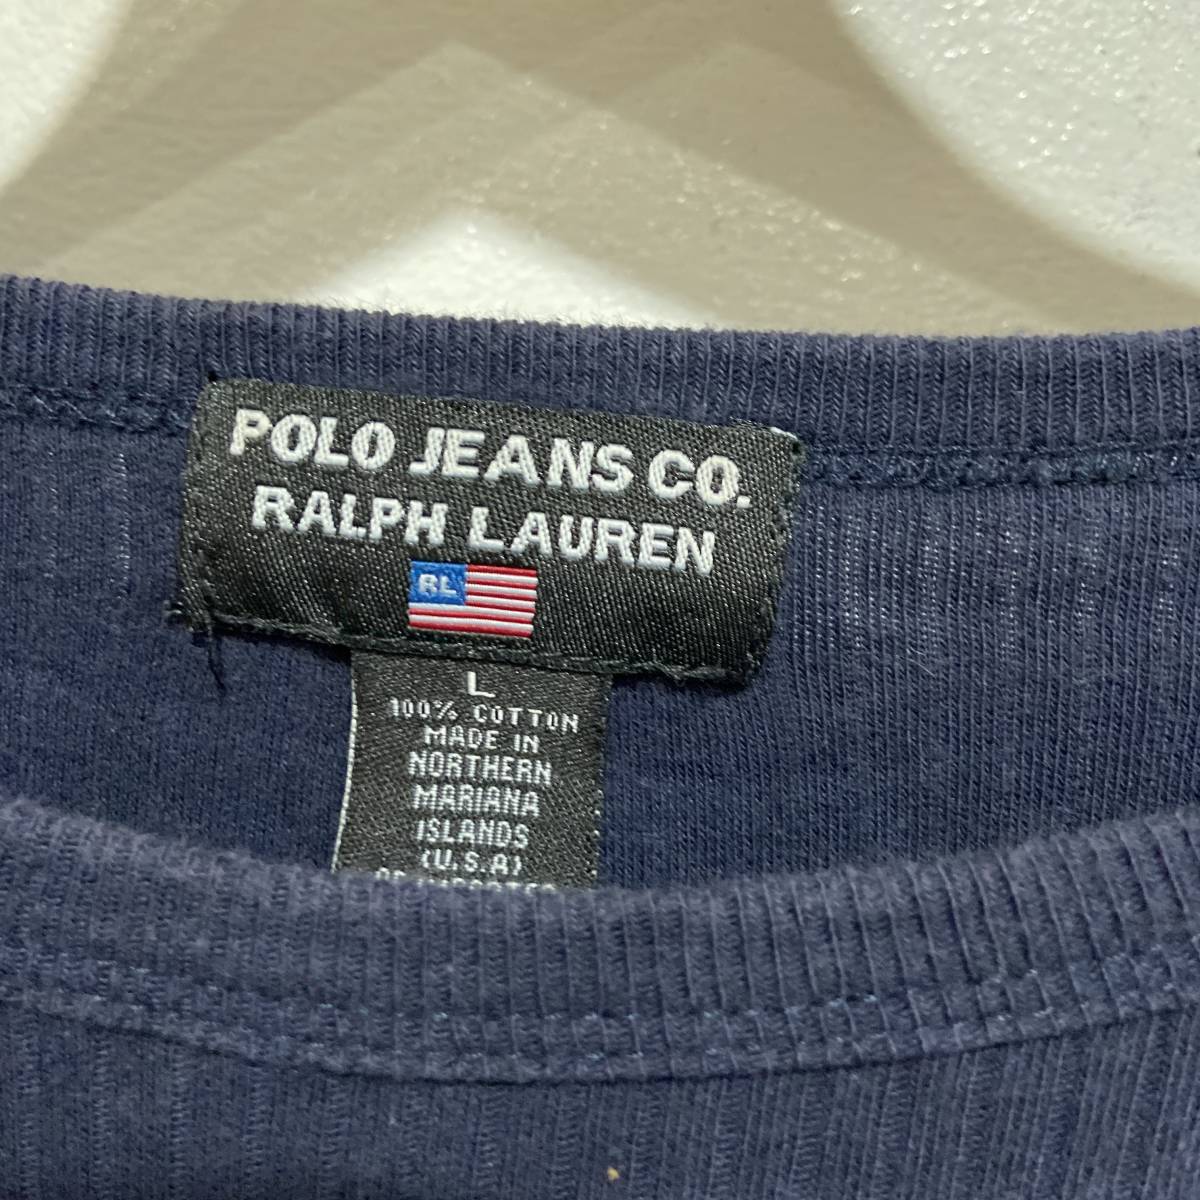 POLO JEANS CO.
RALPH LAUREN
RL
L
100% COTTON
MADE IN
NORTHERN
MARIANA
ISLANDS
(U.S.A)